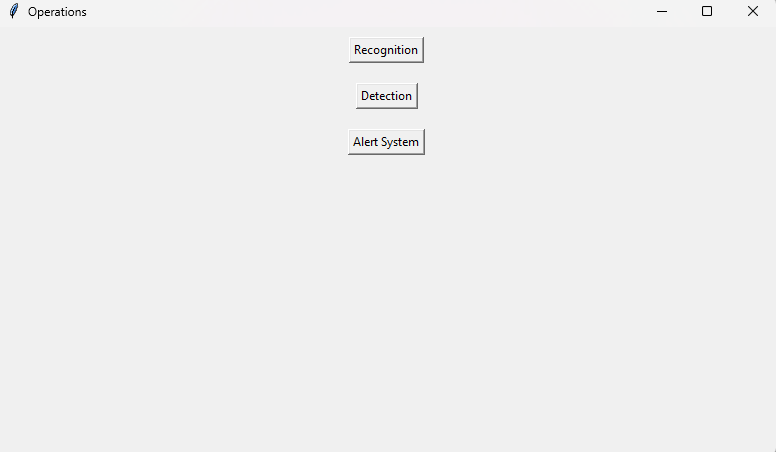 Operations
Recognition
Detection
Alert System